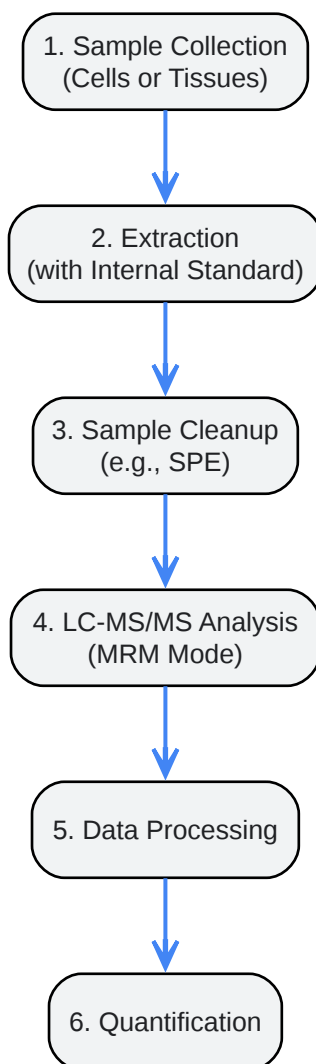 1. Sample Collection
(Cells or Tissues)
2. Extraction
(with Internal Standard)
3. Sample Cleanup
(e.g., SPE)
4. LC-MS/MS Analysis
(MRM Mode)
5. Data Processing
6. Quantification